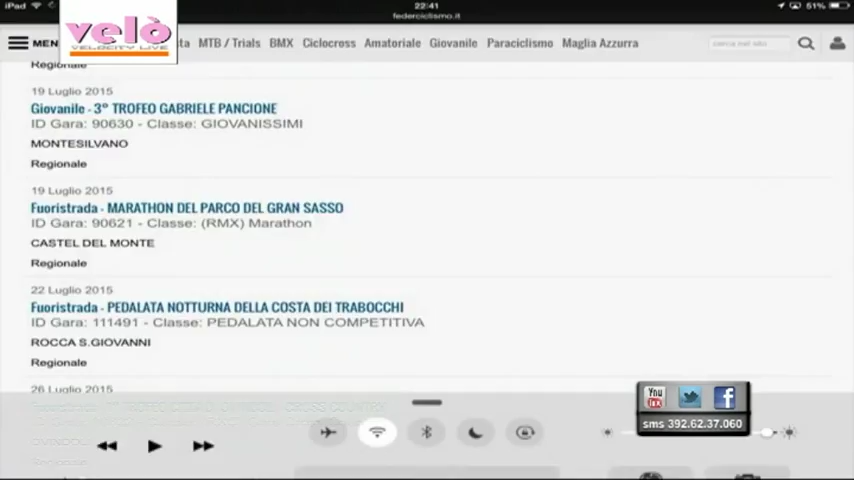 iPad
22:41
51%
federciclismo.it
velò
VELOCITY LIVE
MTB / Trials
BMX
Ciclocross
Amatoriale
Giovanile
Paraciclismo
Maglia Azzurra
cerca nel sito
Regionale
19 Luglio 2015
Giovanile - 3° TROFEO GABRIELE PANCIONE
ID Gara: 90630 - Classe: GIOVANISSIMI
MONTESILVANO
Regionale
19 Luglio 2015
Fuoristrada - MARATHON DEL PARCO DEL GRAN SASSO
ID Gara: 90621 - Classe: (RMX) Marathon
CASTEL DEL MONTE
Regionale
22 Luglio 2015
Fuoristrada - PEDALATA NOTTURNA DELLA COSTA DEI TRABOCCHI
ID Gara: 111491 - Classe: PEDALATA NON COMPETITIVA
ROCCA S.GIOVANNI
Regionale
26 Luglio 2015
You
sms 392.62.37.060